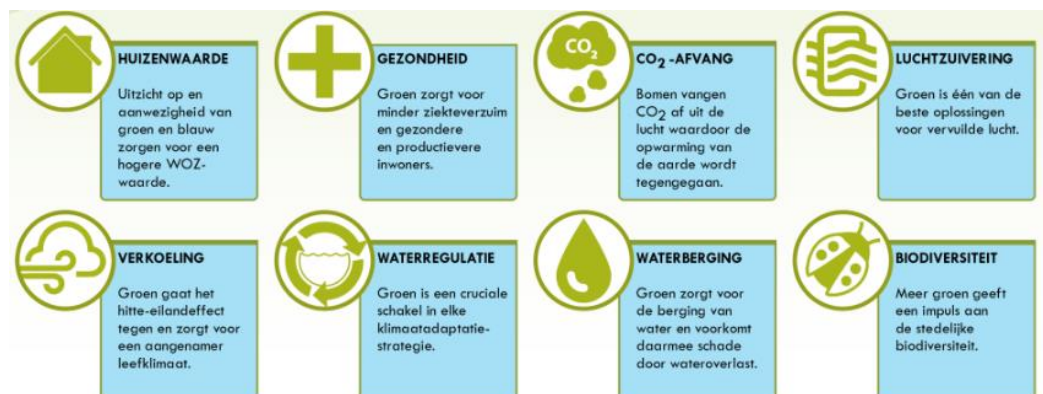 HUIZENWAARDE
Uitzicht op en
aanwezigheid van
groen en blauw
zorgen voor een
hogere WOZ-
waarde.
GEZONDHEID
Groen zorgt voor
minder ziekteverzuim
en gezondere
en productievere
inwoners.
CO₂
CO2 -AFVANG
Bomen vangen
CO2 af uit de
lucht waardoor de
opwarming van
de aarde wordt
tegengegaan.
LUCHTZUIVERING
Groen is één van de
beste oplossingen
voor vervuilde lucht.
VERKOELING
Groen gaat het
hitte-eilandeffect
tegen en zorgt voor
een aangenamer
leefklimaat.
WATERREGULATIE
Groen is een cruciale
schakel in elke
klimaatadaptatie-
strategie.
WATERBERGING
Groen zorgt voor
de berging van
water en voorkomt
daarmee schade
door wateroverlast.
BIODIVERSITEIT
Meer groen geeft
een impuls aan
de stedelijke
biodiversiteit.